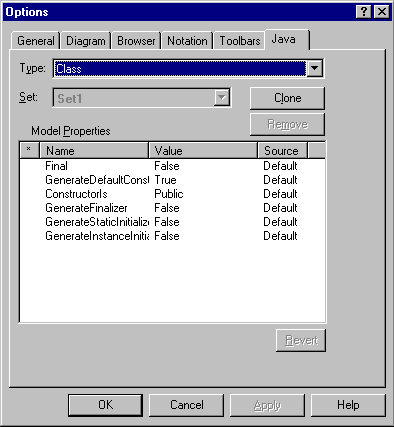 Options
General Diagram Browser Notation Toolbars Java
Type: Class
Set: Set1 Clone
Remove
Model Properties
* Name Value Source
Final False Default
GenerateDefaultConst True Default
ConstructorIs Public Default
GenerateFinalizer False Default
GenerateStaticInitialize False Default
GenerateInstanceInitia False Default
Revert
OK Cancel Apply Help